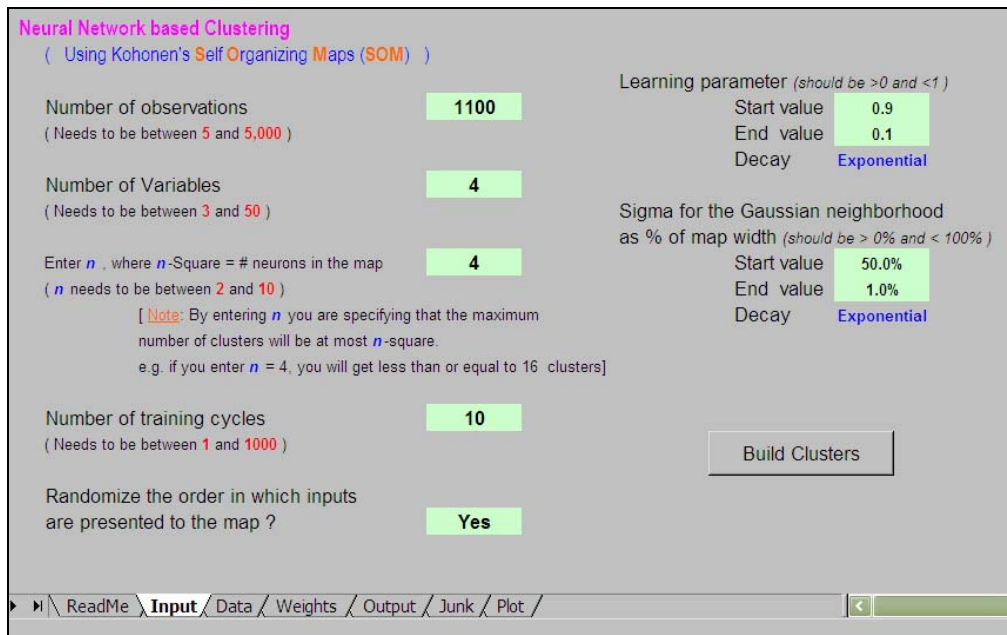 Neural Network based Clustering
( Using Kohonen's Self Organizing Maps (SOM) )
Number of observations 1100
( Needs to be between 5 and 5,000 )
Number of Variables 4
( Needs to be between 3 and 50 )
Enter n , where n-Square = # neurons in the map 4
( n needs to be between 2 and 10 )
[ Note: By entering n you are specifying that the maximum
number of clusters will be at most n-square.
e.g. if you enter n = 4, you will get less than or equal to 16 clusters]
Number of training cycles 10
( Needs to be between 1 and 1000 )
Randomize the order in which inputs
are presented to the map ? Yes
Learning parameter (should be >0 and <1 )
Start value 0.9
End value 0.1
Decay Exponential
Sigma for the Gaussian neighborhood
as % of map width (should be > 0% and < 100% )
Start value 50.0%
End value 1.0%
Decay Exponential
Build Clusters
ReadMe Input Data Weights Output Junk Plot